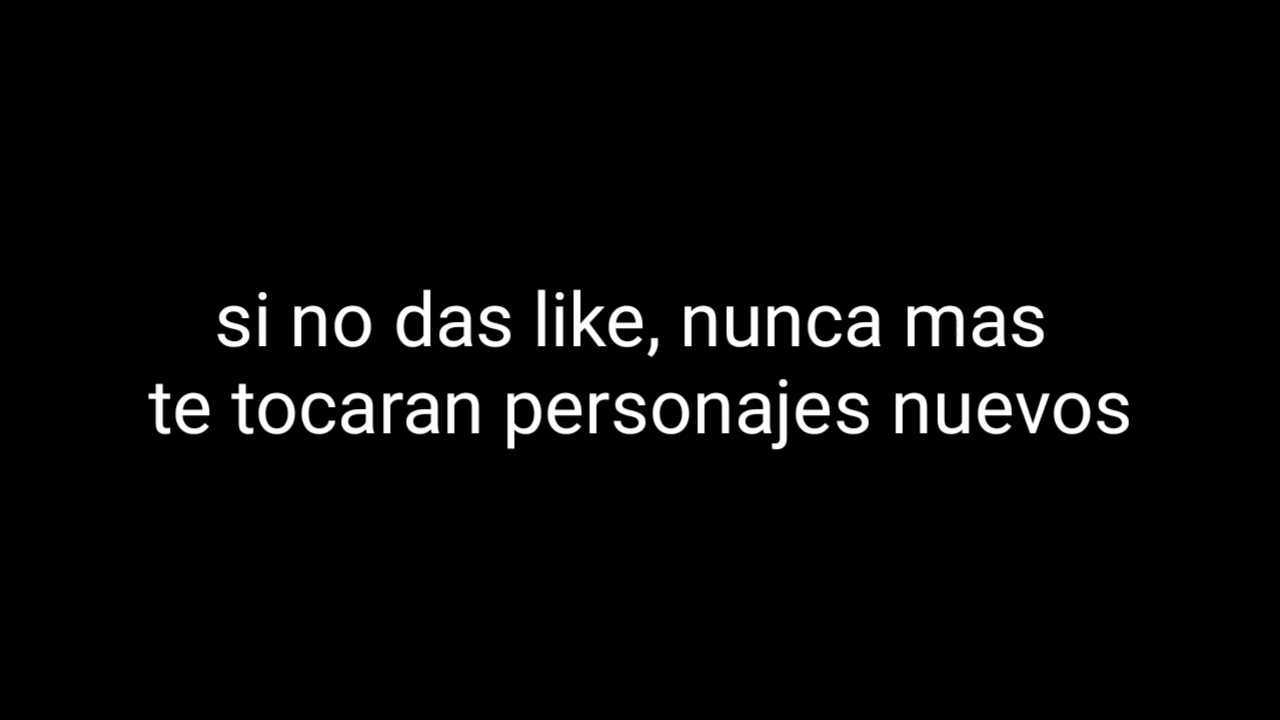 si no das like, nunca mas
te tocaran personajes nuevos